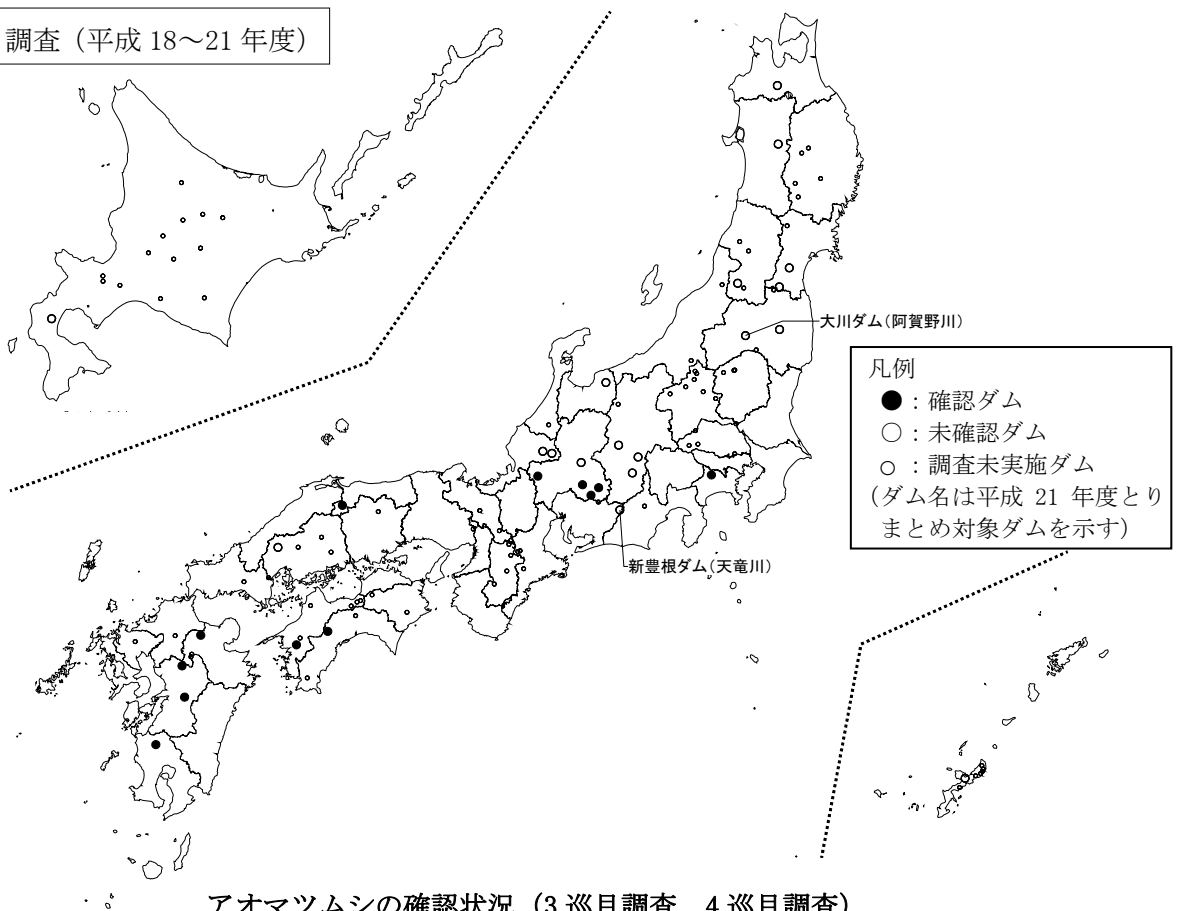 調査（平成 18～21 年度）
大川ダム（阿賀野川）
凡例
●：確認ダム
○：未確認ダム
○：調査未実施ダム
(ダム名は平成 21 年度とり
まとめ対象ダムを示す)
新豊根ダム（天竜川）
アオマツムシの確認状況（3 巡目調査、4 巡目調査）